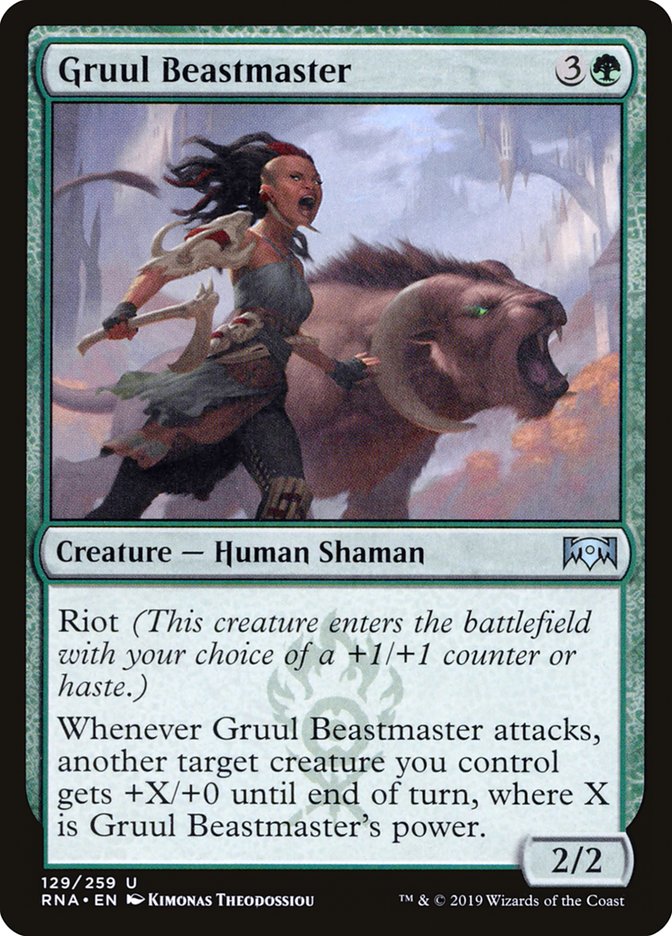 Gruul Beastmaster 3
Creature — Human Shaman
Riot (This creature enters the battlefield
with your choice of a +1/+1 counter or
haste.)
Whenever Gruul Beastmaster attacks,
another target creature you control
gets +X/+0 until end of turn, where X
is Gruul Beastmaster's power.
2/2
129/259 U
RNA • EN Kimonas Theodossiou
™ & © 2019 Wizards of the Coast